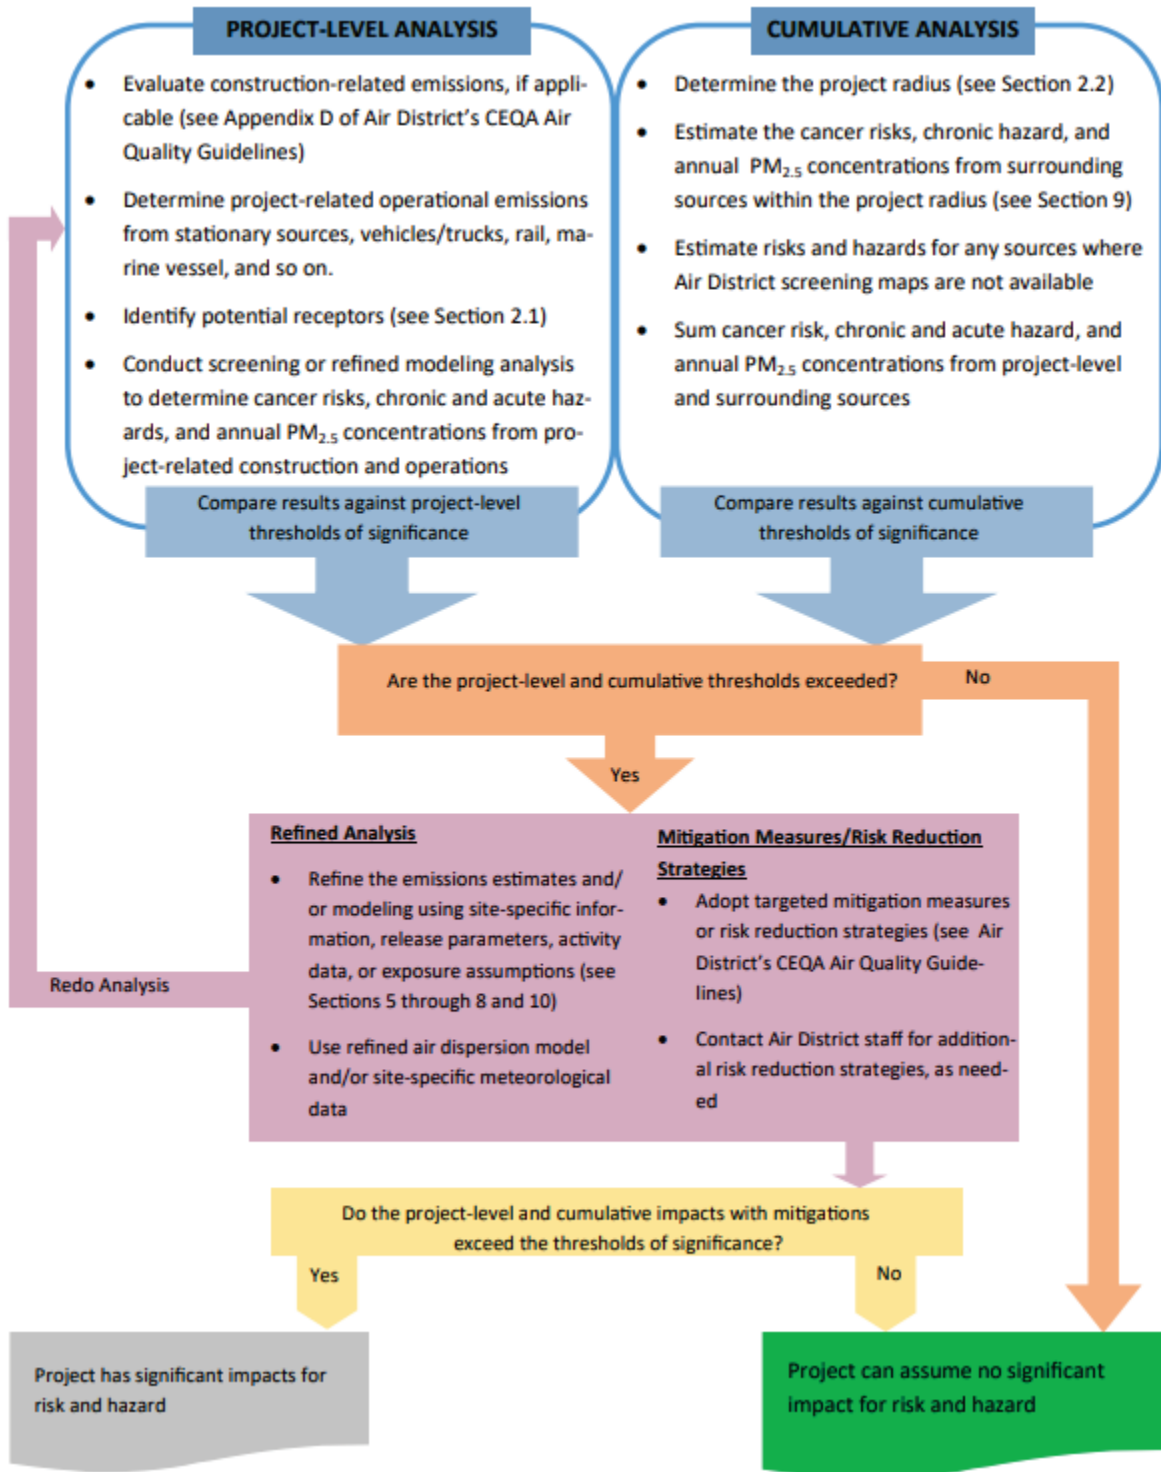 PROJECT-LEVEL ANALYSIS
• Evaluate construction-related emissions, if appli-
cable (see Appendix D of Air District's CEQA Air
Quality Guidelines)
• Determine project-related operational emissions
from stationary sources, vehicles/trucks, rail, ma-
rine vessel, and so on.
• Identify potential receptors (see Section 2.1)
• Conduct screening or refined modeling analysis
to determine cancer risks, chronic and acute haz-
ards, and annual PM2.5 concentrations from pro-
ject-related construction and operations
Compare results against project-level
thresholds of significance
CUMULATIVE ANALYSIS
• Determine the project radius (see Section 2.2)
• Estimate the cancer risks, chronic hazard, and
annual PM2.5 concentrations from surrounding
sources within the project radius (see Section 9)
• Estimate risks and hazards for any sources where
Air District screening maps are not available
• Sum cancer risk, chronic and acute hazard, and
annual PM2.5 concentrations from project-level
and surrounding sources
Compare results against cumulative
thresholds of significance
Are the project-level and cumulative thresholds exceeded?
No
Yes
Refined Analysis
• Refine the emissions estimates and/
or modeling using site-specific infor-
mation, release parameters, activity
data, or exposure assumptions (see
Sections 5 through 8 and 10)
• Use refined air dispersion model
and/or site-specific meteorological
data
Mitigation Measures/Risk Reduction
Strategies
• Adopt targeted mitigation measures
or risk reduction strategies (see Air
District's CEQA Air Quality Guide-
lines)
• Contact Air District staff for addition-
al risk reduction strategies, as need-
ed
Redo Analysis
Do the project-level and cumulative impacts with mitigations
exceed the thresholds of significance?
Yes
No
Project has significant impacts for
risk and hazard
Project can assume no significant
impact for risk and hazard